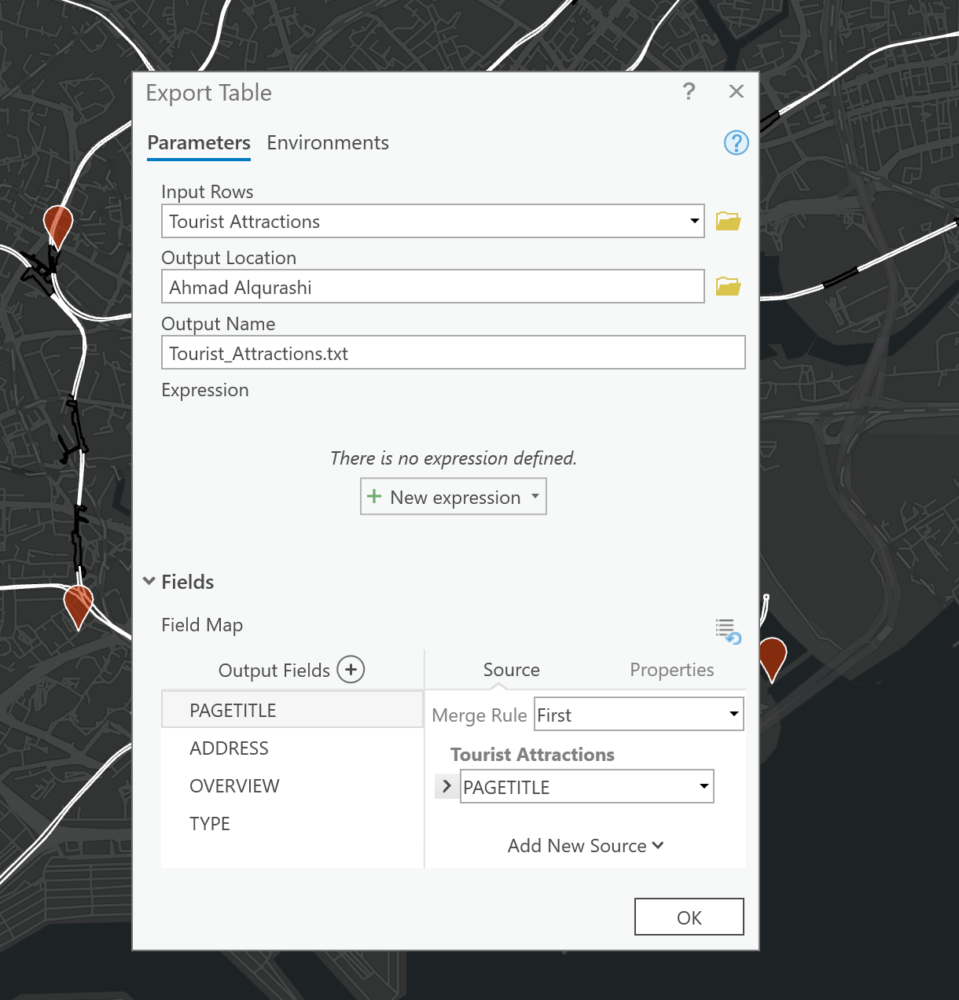 Export Table
?
Parameters Environments
?
Input Rows
Tourist Attractions
Output Location
Ahmad Alqurashi
Output Name
Tourist_Attractions.txt
Expression
There is no expression defined.
+ New expression
Fields
Field Map
Output Fields +
Source Properties
PAGETITLE
ADDRESS
OVERVIEW
TYPE
Merge Rule First
Tourist Attractions
PAGETITLE
Add New Source
OK